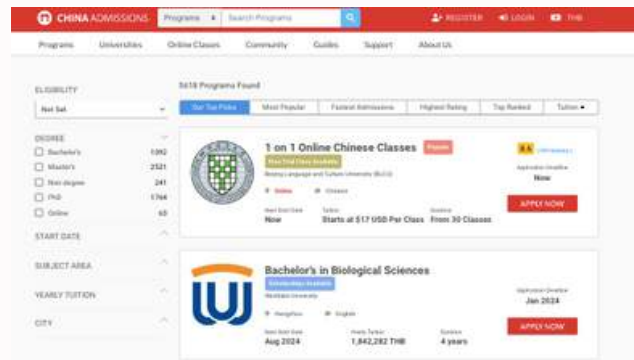 CHINA ADMISSIONS Programs Search Programs REGISTER LOGIN THB
Programs Universities Online Classes Community Guides Support About Us
5618 Programs Found
ELIGIBILITY
Not Set
Our Top Picks Most Popular Fastest Admissions Highest Rating Top Ranked Tuition
DEGREE
Bachelor's 1392
Master's 2521
Non-degree 241
PhD 1764
Online 63
START DATE
SUBJECT AREA
YEARLY TUITION
CITY
1 on 1 Online Chinese Classes Popular
Free Trial Class Available
Beijing Language and Culture University (BLCU)
Online Chinese
Next Start Date Tuition Duration
Now Starts at $17 USD Per Class From 30 Classes
Application Deadline
Now
APPLY NOW
Bachelor's in Biological Sciences
Scholarships Available
Westlake University
Hangzhou English
Next Start Date Yearly Tuition Duration
Aug 2024 1,842,282 THB 4 years
Application Deadline
Jan 2024
APPLY NOW